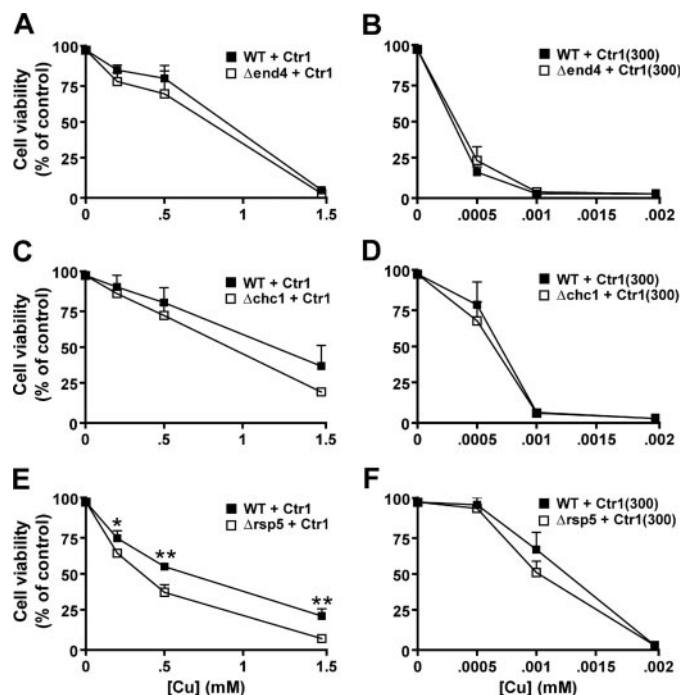 A
Cell viability
(% of control)
100
75
50
25
0
WT + Ctr1
Δend4 + Ctr1
0
.5
1
1.5
B
100
75
50
25
0
WT + Ctr1(300)
Δend4 + Ctr1(300)
0
.0005
.001
.0015
.002
C
Cell viability
(% of control)
100
75
50
25
0
WT + Ctr1
Δchc1 + Ctr1
0
.5
1
1.5
D
100
75
50
25
0
WT + Ctr1(300)
Δchc1 + Ctr1(300)
0
.0005
.001
.0015
.002
E
Cell viability
(% of control)
100
75
50
25
0
WT + Ctr1
Δrsp5 + Ctr1
*
**
**
0
.5
1
1.5
[Cu] (mM)
F
100
75
50
25
0
WT + Ctr1(300)
Δrsp5 + Ctr1(300)
0
.0005
.001
.0015
.002
[Cu] (mM)